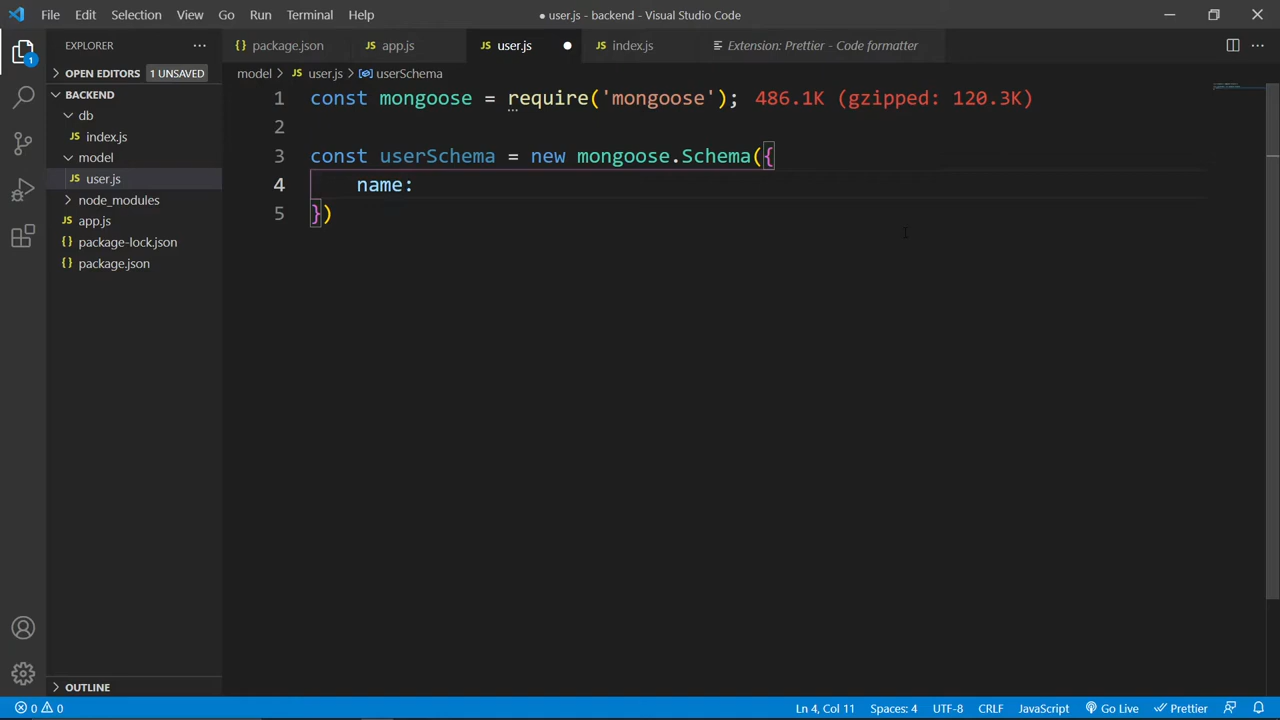 File Edit Selection View Go Run Terminal Help ● user.js - backend - Visual Studio Code
EXPLORER ···
package.json app.js user.js index.js Extension: Prettier - Code formatter
OPEN EDITORS 1 UNSAVED
model > JS user.js > userSchema
BACKEND
db
JS index.js
model
JS user.js
node_modules
JS app.js
{} package-lock.json
{} package.json
1 const mongoose = require('mongoose'); 486.1K (gzipped: 120.3K)
2
3 const userSchema = new mongoose.Schema({
4 name:
5 })
OUTLINE
0 0 Ln 4, Col 11 Spaces: 4 UTF-8 CRLF JavaScript Go Live Prettier